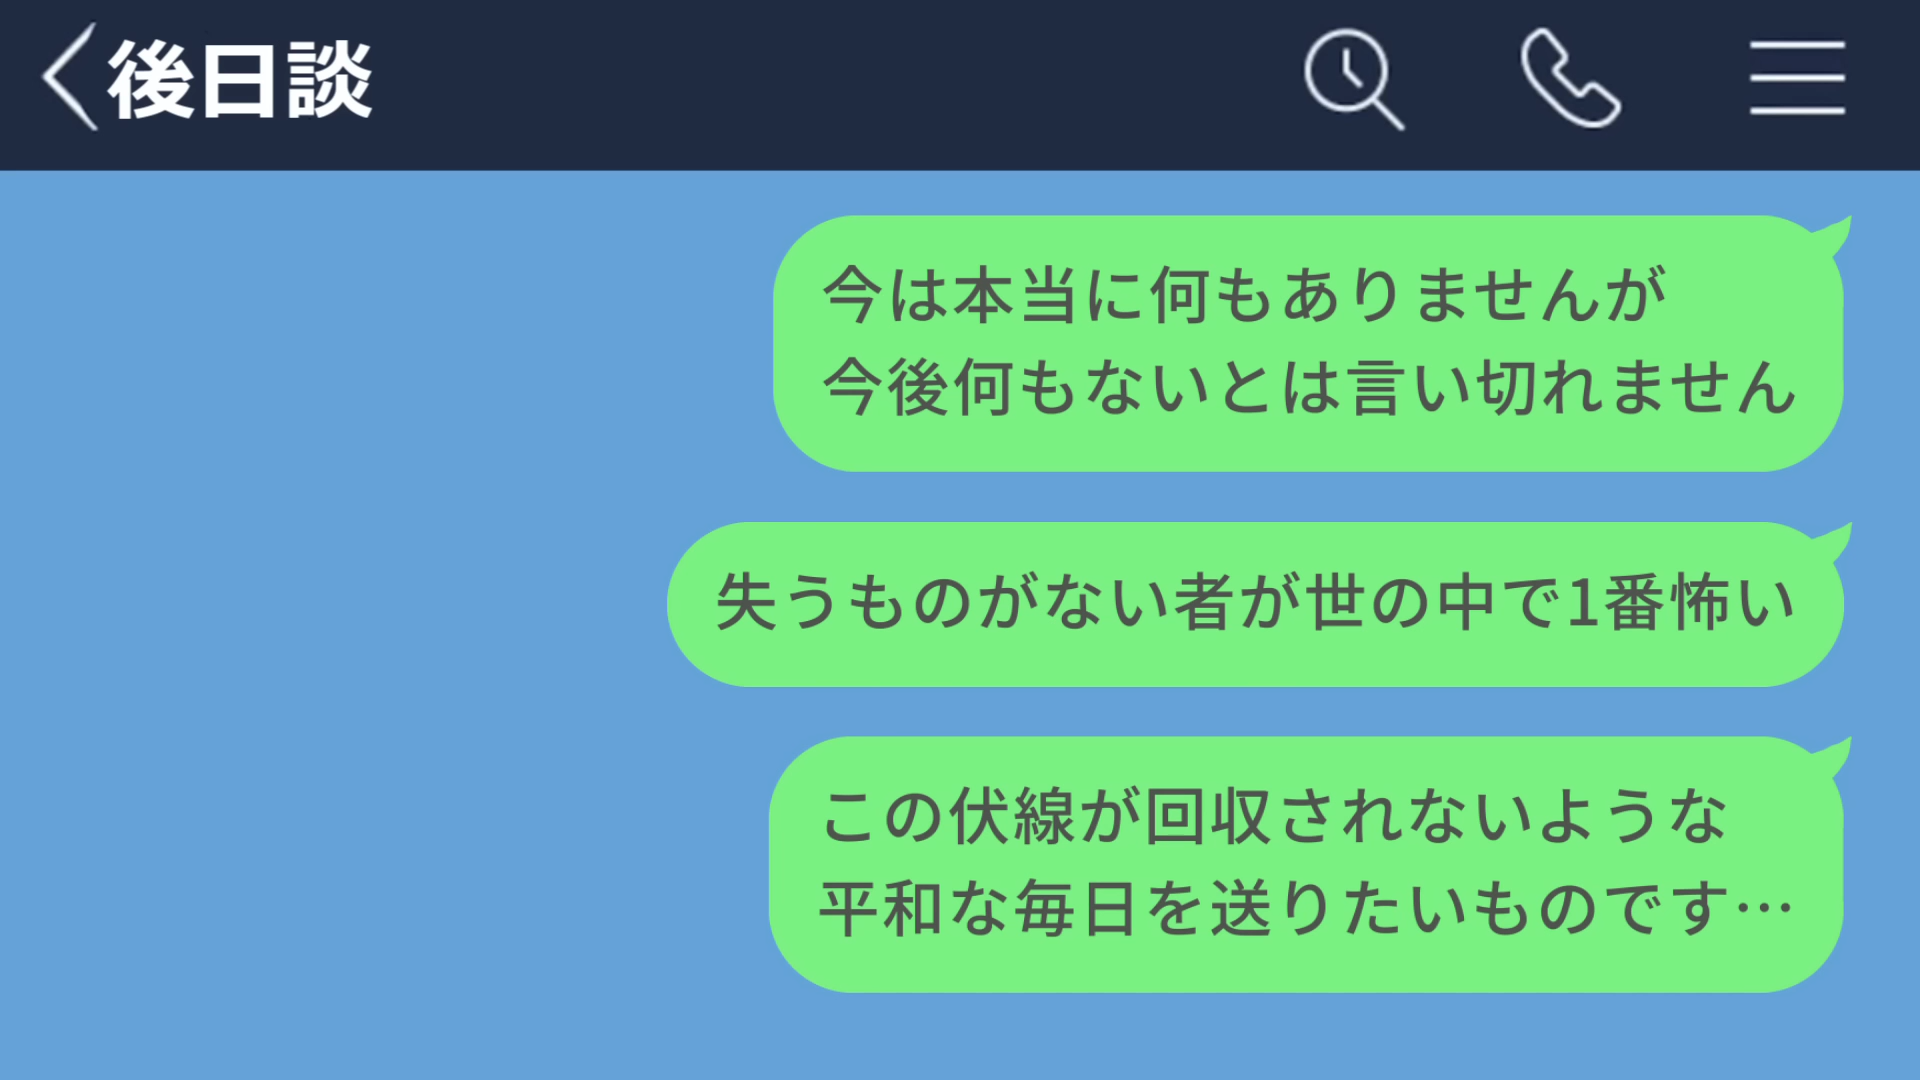 後日談
今は本当に何もありませんが
今後何もないとは言い切れません
失うものがない者が世の中で1番怖い
この伏線が回収されないような
平和な毎日を送りたいものです…